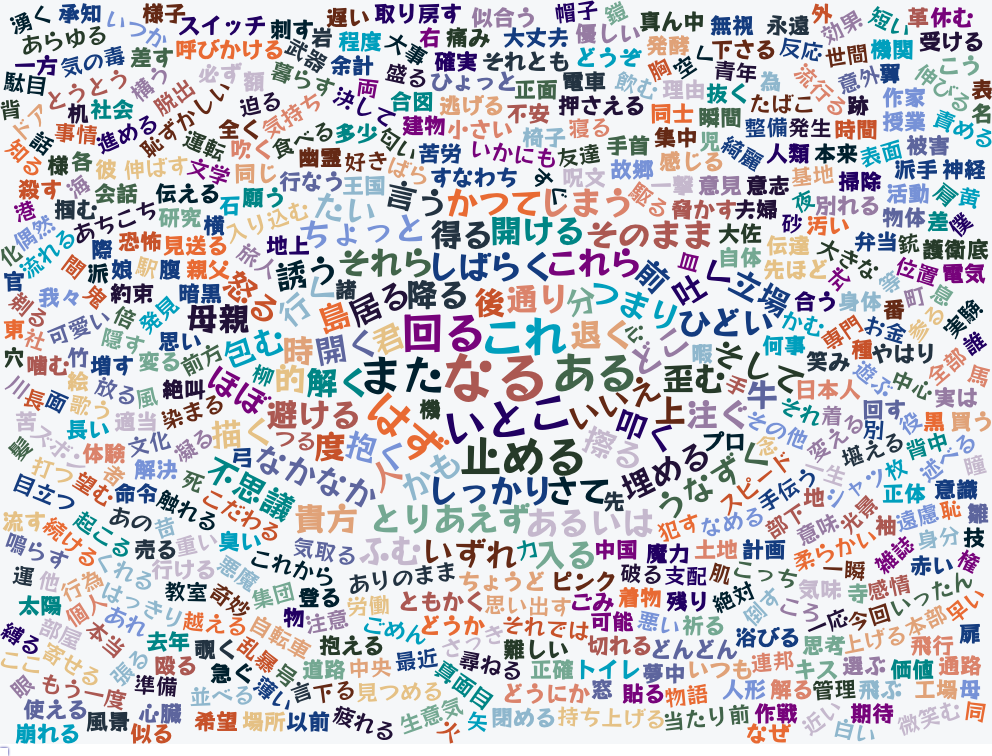 湧く 承知 いつか 様子 スイッチ 刺す 岩 遅い 取り戻す 似合う 帽子 鎧 真ん中 無視 永遠 外 効果 短い 革 休む
あらゆる 呼びかける 武器 程度 大事 右 痛み 大丈夫 優しい 発酵 下さる 反応 世間 機関 受ける
一方 気の毒 差す 余計 確実 それとも どうぞ 胸 空く 青年 為 流行る 意外 翼 伸びる こう
駄目 とうとう 横う 脱出 必ず 額 暮らす 両 盛る ひょっと 正面 電車 飲む 理由 抜く たばこ 跡 作家 表
背 ドア 机 社会 恥ずかしい 迫る 決して 合図 逃げる 不安 押さえる 同士 瞬間 整備 発生 時間 授業 責める 名
話 事情 進める 運転 全く 気持ち 多少 匂い 建物 小さい 椅子 寝る 手首 集中 児 綺麗 人類 本来 表面 被害
知る 様 各 彼 伸ばす 文学 吹く 食べる 幽霊 好き ばら 苦労 いかにも 友達 故郷 感じる 基地 掃除 派手 神経
殺す 海 会話 伝える 同じ 行なう 王国 言う すなわち すぐ 呪文 駆る 一撃 意見 意志 夜 別れる 活動 肩 黄
港 掴む あちこち 研究 横 石 願う 入り込む たい かつて しまう 脅かす 夫婦 砂 汚い 物体 差 僕
化 偶然 流れる 際 恐怖 見送る 旅人 地上 ちょっと 得る 開ける そのまま 大佐 伝達 大きな 弁当 銃 護衛 底
官 間 派 娘 駅 腹 親父 怒る 誘う それら しばらく これら 前 皿 自体 先ほど 式 位置 電気
剃る 我々 凄 約束 暗黒 行く 諸 島 居る 降る 後 通り 分 つまり 吐く 立場 合う 身体 番 町 息
東 社 可愛い 倍 隠す 発見 母親 時 開く 君 回る これ 退く 心 どこ ひどい かむ 専門 お金 参る 実験 誰
穴 噛む 竹 増す 変る 思い 前方 包む 柳 的 解く また なる ある 暇 そして 何事 笑み 種 やはり 遊ぶ 全部 馬
川 長 面 絵 放る 風 絶叫 ほぼ 避ける 機 はず いとこ いいえ 歪む 手 牛 日本人 中心 実は
苦 ズボン 歌う 適当 染まる 描く つる 度 抱く 叩く 上 注ぐ それ 着る 回す 役 黒 買う
髪 長い 体験 文化 凝る 弓 なかなか 人 かも 止める 擦る 埋める プロ その他 変える 別 堪える 背中 述べる
打つ 望む 者 解決 死 不思議 しっかり さて 先 うなずく 念 スピード 手伝う 一生 シャツ 枚 瞳
目立つ 命令 触れる こだわる 貴方 とりあえず あるいは 犯す なめる 部下 地 正体 意識
流す 続ける 起こる あの 昔 臭い 気取る ふむ いずれ 力 入る 中国 魔力 土地 計画 意味 光景 袖 遠慮 恥 雛
鳴らす くれる 売る 重い 行ける 悪魔 これから ありのまま ちょうど ピンク 破る 支配 肌 こっち 柔らかい 一瞬 雑誌 身分 技
運 他 行為 はっきり 教室 奇妙 集団 登る 労働 ともかく 思い出す ごみ 着物 残り 絶対 倒す 気味 寺 感情 赤い 権
太陽 個人 あれ 越える 自転車 物 注意 ごめん どうか それでは 可能 悪い 祈る ころ 一応 今回 いったん
縛る 部屋 本当 去年 覗く 乱暴 号 抱える さつき 難しい 切れる どんどん 浴びる 思考 上げる 本部 早い 扉
ここ 寄せる 殴る 急ぐ 薄い 道路 中央 最近 尋ねる 正確 トイレ 夢中 いつも 連邦 キス 選ぶ 価値 飛行 通路
眼 もう一度 準備 並べる 言下る 見つめる 真面目 どうにか 窓 貼る 物語 人形 解る 管理 飛ぶ 工場 母
使える 風景 心臓 希望 場所 以前 疲れる 生意気 矢 閉める 持ち上げる 当たり前 作戦 近い 期待 微笑む 同
崩れる 似る 火 なぜ 白い